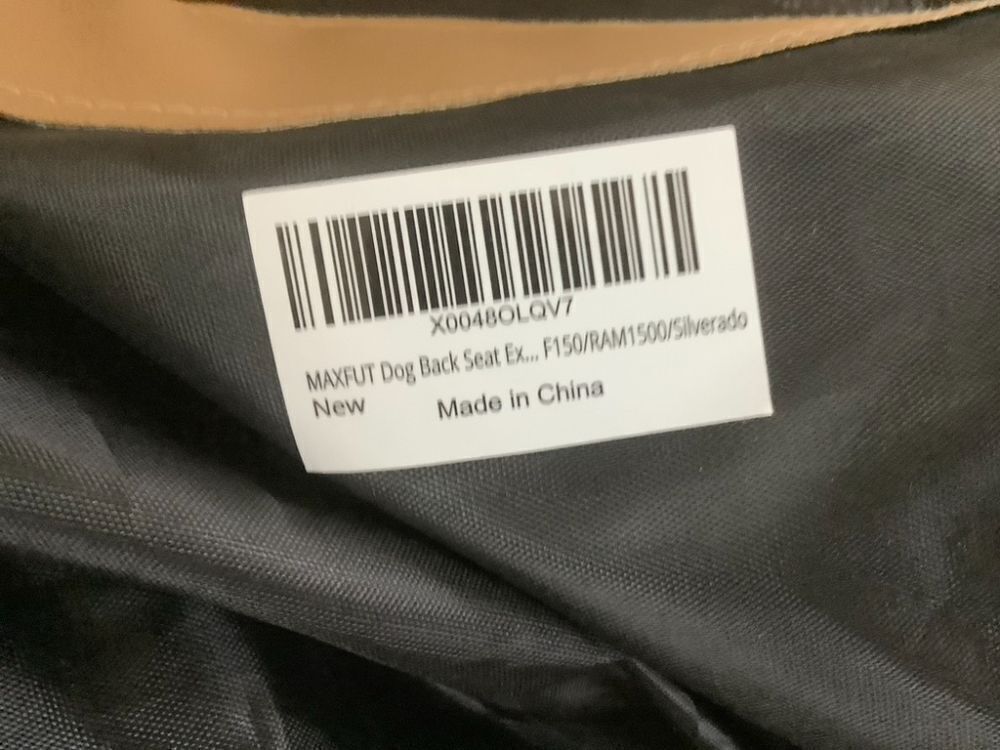 X0048OLQV7
MAXFUT Dog Back Seat Ex... F150/RAM1500/Silverado
New Made in China